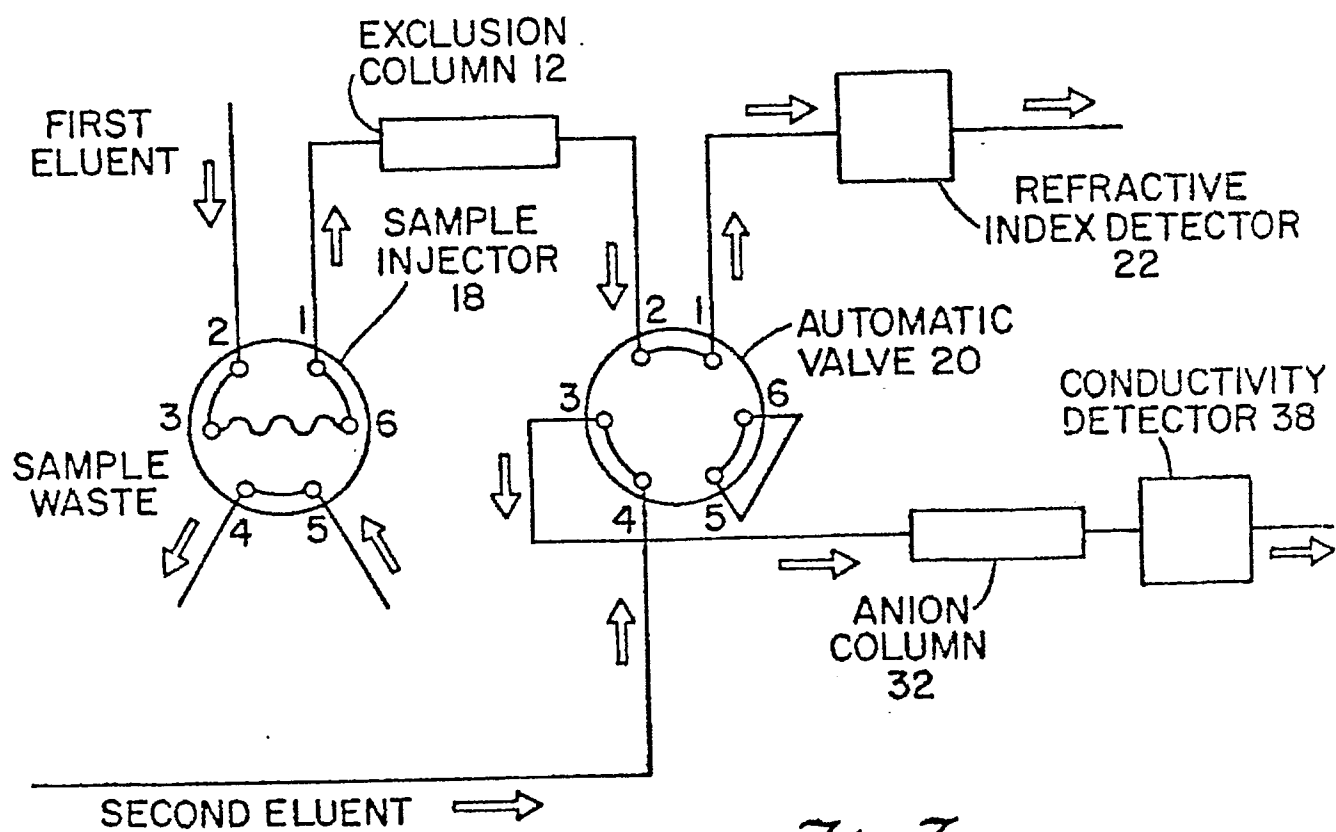 EXCLUSION
COLUMN 12
FIRST
ELUENT
SAMPLE
INJECTOR
18
2
1
3
6
SAMPLE
WASTE
4
5
2
1
AUTOMATIC
VALVE 20
3
6
4
5
REFRACTIVE
INDEX DETECTOR
22
CONDUCTIVITY
DETECTOR 38
ANION
COLUMN
32
SECOND ELUENT